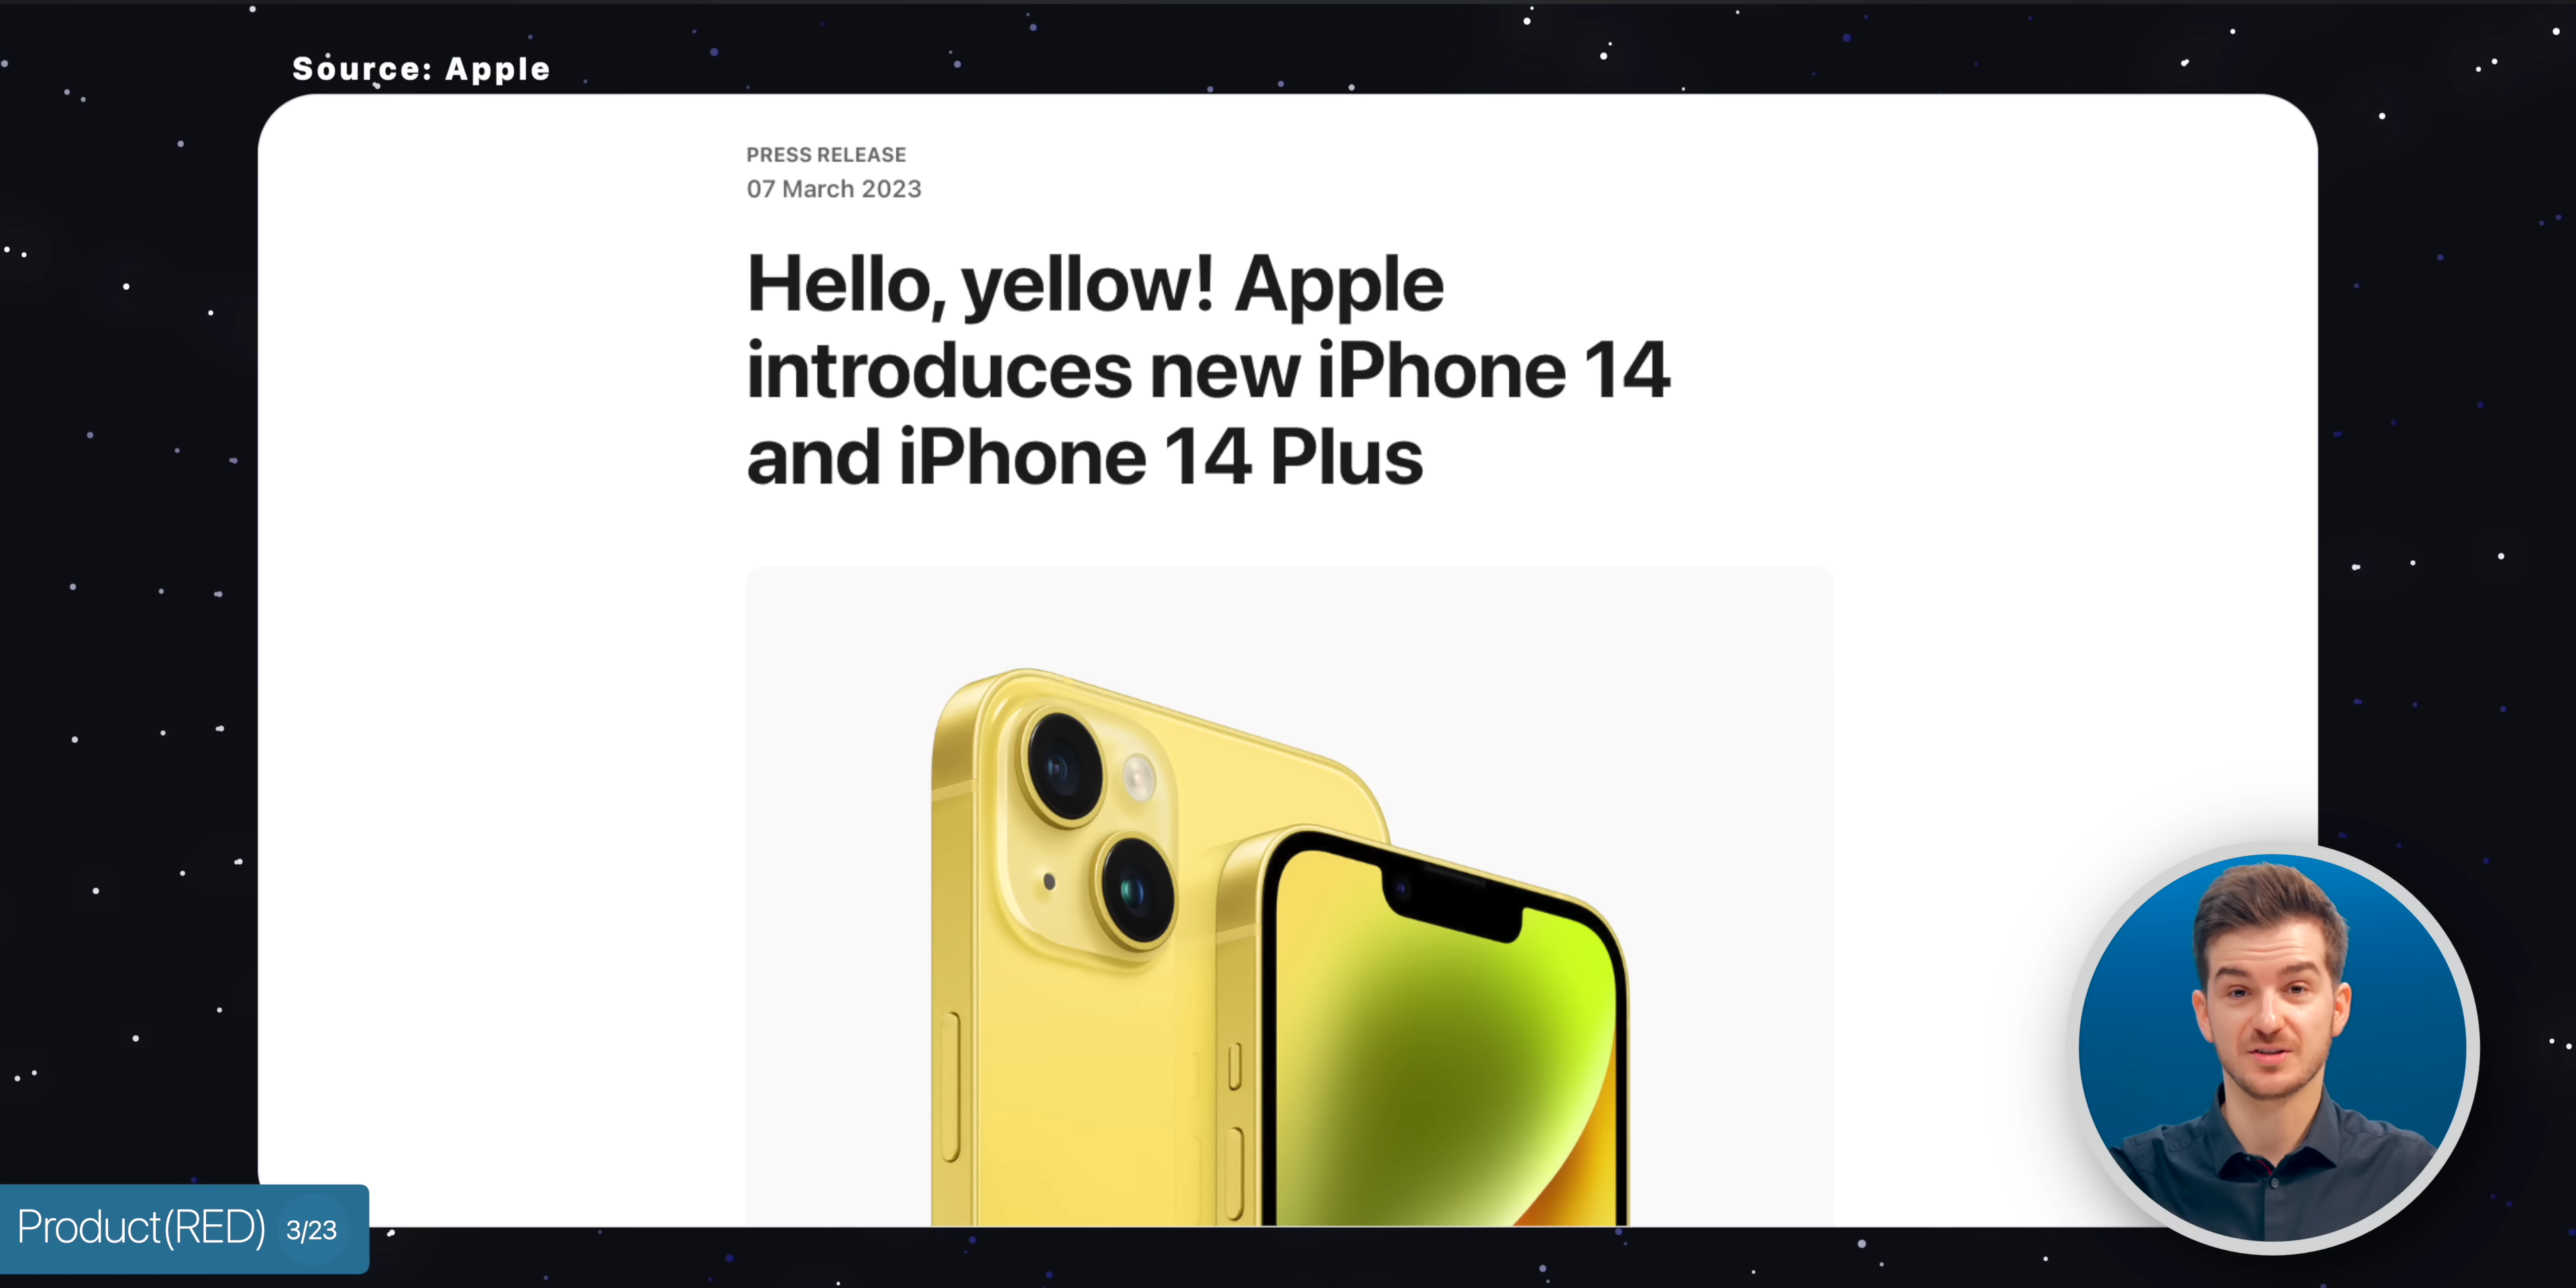 Source: Apple
PRESS RELEASE
07 March 2023
Hello, yellow! Apple
introduces new iPhone 14
and iPhone 14 Plus
Product(RED) 3/23